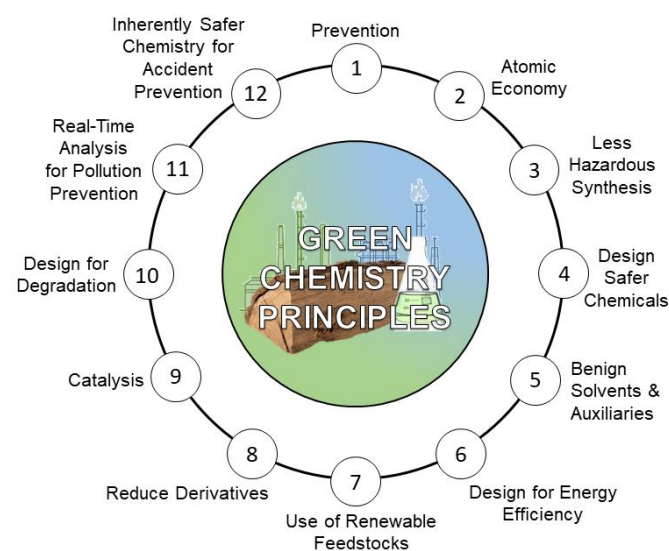 GREEN
CHEMISTRY
PRINCIPLES
1
Prevention
2
Atomic
Economy
3
Less
Hazardous
Synthesis
4
Design
Safer
Chemicals
5
Benign
Solvents &
Auxiliaries
6
Design for Energy
Efficiency
7
Use of Renewable
Feedstocks
8
Reduce Derivatives
9
Catalysis
10
Design for
Degradation
11
Real-Time
Analysis
for Pollution
Prevention
12
Inherently Safer
Chemistry for
Accident
Prevention